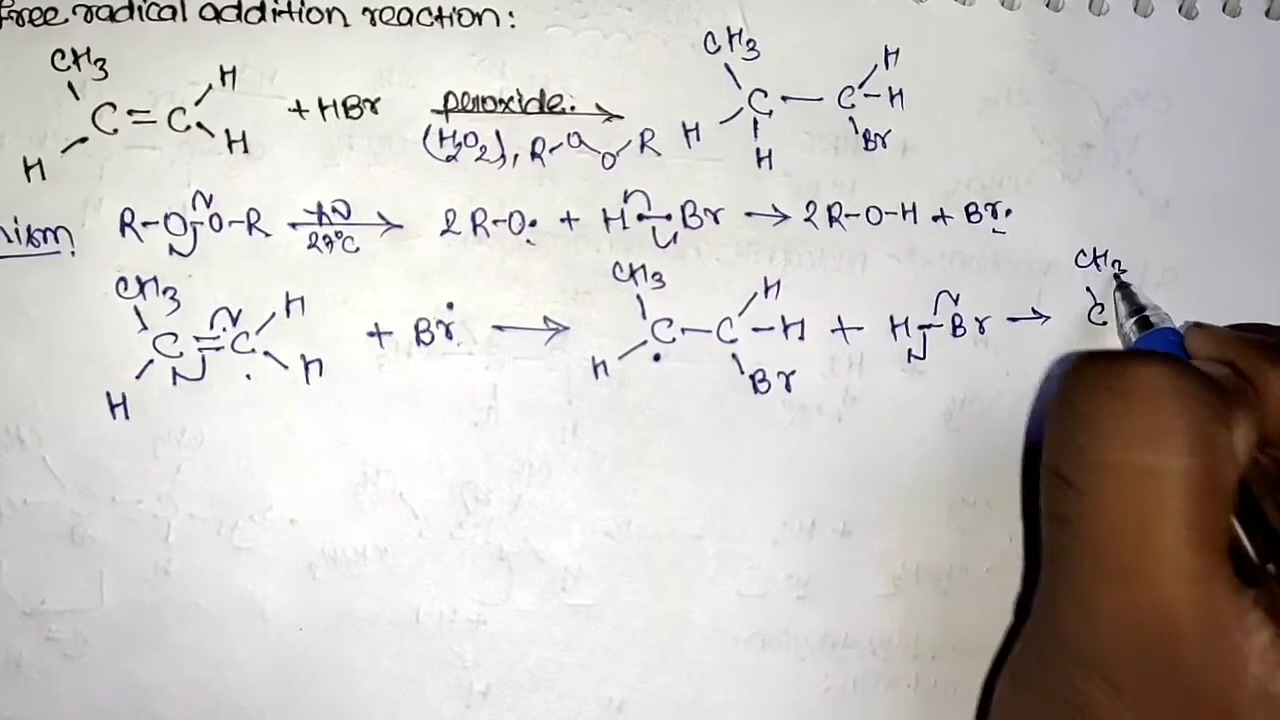 free radical addition reaction:
CH3 H CH3 H
C=C + HBr peroxide. C — C-H
H H (H2O2), R-O-O-R H H Br
nism R-O-O-R hν 27°C 2R-O• + H-Br → 2R-O-H + Br•
CH3 H CH3 H CH3
C=C + Br• → C-C-H + H-Br → C
H H H Br